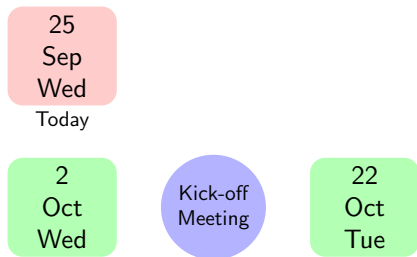 25
Sep
Wed
Today
2
Oct
Wed
Kick-off
Meeting
22
Oct
Tue